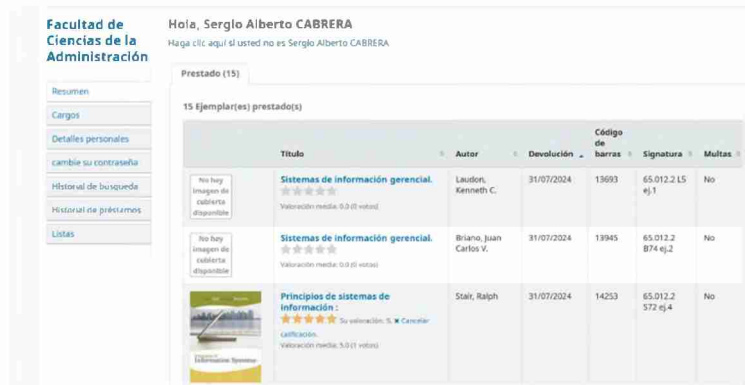 Facultad de
Ciencias de la
Administración
Hola, Sergio Alberto CABRERA
Haga clic aquí si usted no es Sergio Alberto CABRERA
Resumen
Cargos
Detalles personales
cambie su contraseña
Historial de busqueda
Historial de préstamos
Listas
Prestado (15)
15 Ejemplar(es) prestado(s)
Título Autor Devolución Código de barras Signatura Multas
No hay imagen de cubierta disponible
Sistemas de información gerencial.
Valoración media: 0.0 (0 votos)
Laudon, Kenneth C.
31/07/2024
13693
65.012.2 L5 ej.1
No
No hay imagen de cubierta disponible
Sistemas de información gerencial.
Valoración media: 0.0 (0 votos)
Briano, Juan Carlos V.
31/07/2024
13945
65.012.2 B74 ej.2
No
Information Systems
Principios de sistemas de información :
Su valoración: 5. × Cancelar calificación.
Valoración media: 5.0 (1 votos)
Stair, Ralph
31/07/2024
14253
65.012.2 S72 ej.4
No